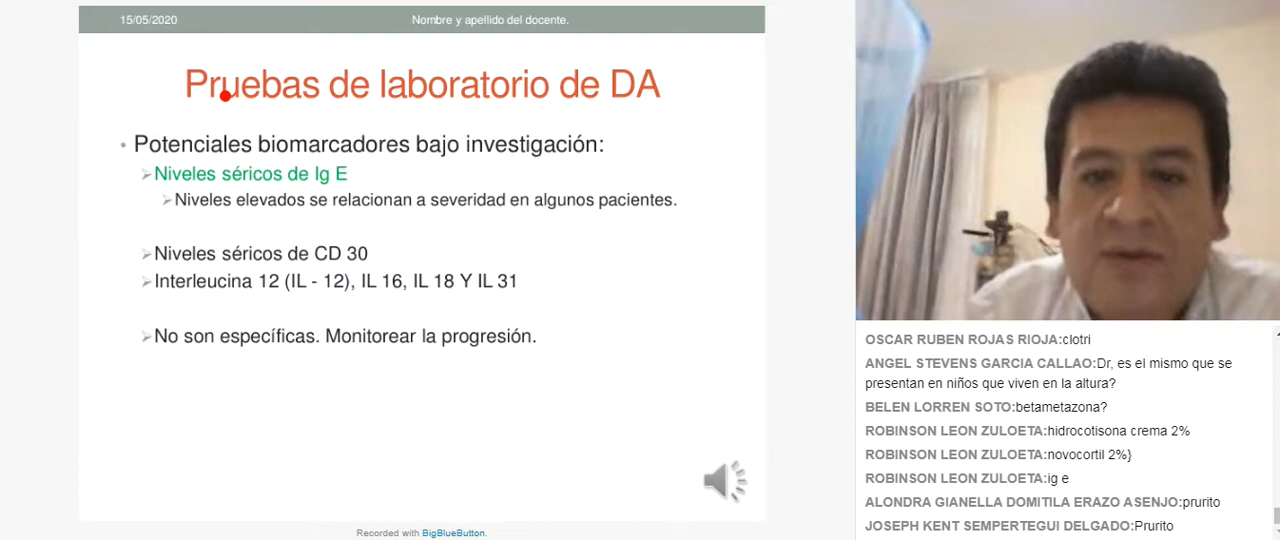 15/05/2020 Nombre y apellido del docente.
Pruebas de laboratorio de DA
• Potenciales biomarcadores bajo investigación:
➢Niveles séricos de Ig E
➢Niveles elevados se relacionan a severidad en algunos pacientes.
➢Niveles séricos de CD 30
➢Interleucina 12 (IL - 12), IL 16, IL 18 Y IL 31
➢No son específicas. Monitorear la progresión.
Recorded with BigBlueButton.
OSCAR RUBEN ROJAS RIOJA:clotri
ANGEL STEVENS GARCIA CALLAO:Dr, es el mismo que se
presentan en niños que viven en la altura?
BELEN LORREN SOTO:betametazona?
ROBINSON LEON ZULOETA:hidrocotisona crema 2%
ROBINSON LEON ZULOETA:novocortil 2%}
ROBINSON LEON ZULOETA:ig e
ALONDRA GIANELLA DOMITILA ERAZO ASENJO:prurito
JOSEPH KENT SEMPERTEGUI DELGADO:Prurito